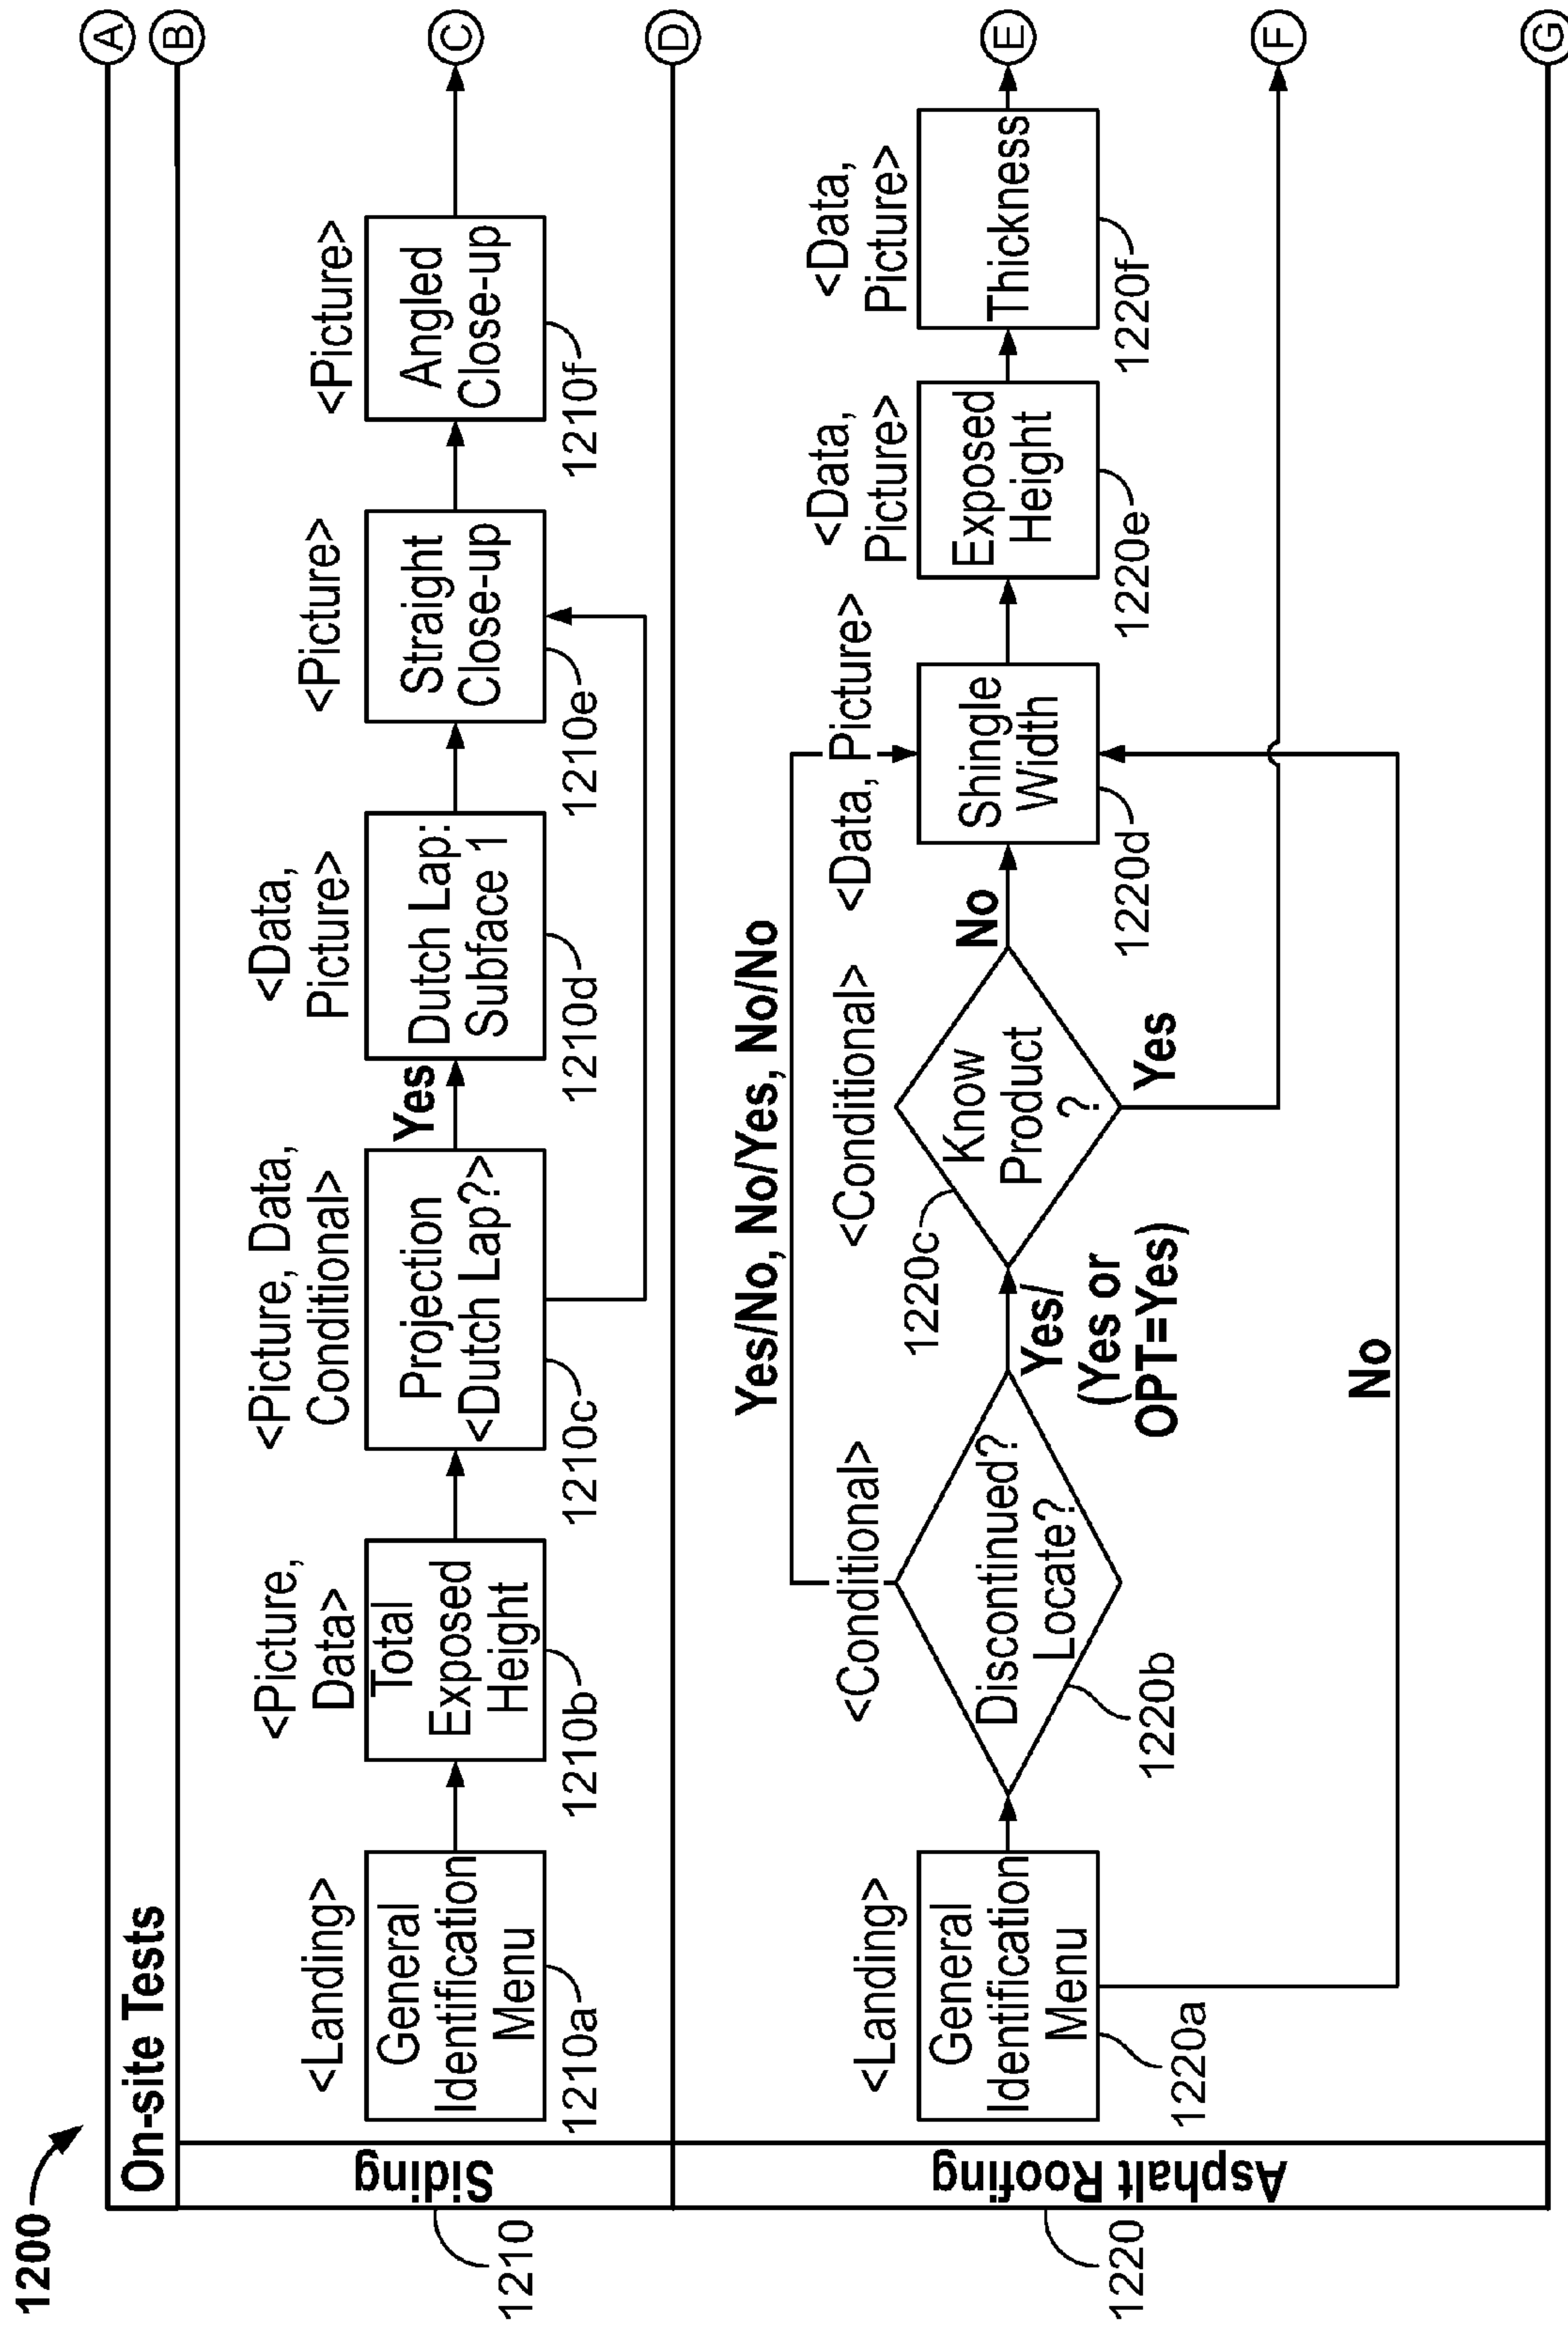 1200
On-site Tests
A
B
1210
Siding
<Landing>
General
Identification
Menu
1210a
<Picture,
Data>
Total
Exposed
Height
1210b
<Picture, Data,
Conditional>
Projection
<Dutch Lap?>
1210c
Yes
<Data,
Picture>
Dutch Lap:
Subface 1
1210d
<Picture>
Straight
Close-up
1210e
<Picture>
Angled
Close-up
1210f
C
D
1220
Asphalt Roofing
<Landing>
General
Identification
Menu
1220a
<Conditional>
Discontinued?
Locate?
1220b
Yes/No, No/Yes, No/No
Yes/
(Yes or
OPT=Yes)
No
<Conditional>
Know
Product
?
1220c
No
Yes
<Data, Picture>
Shingle
Width
1220d
<Data,
Picture>
Exposed
Height
1220e
<Data,
Picture>
Thickness
1220f
E
F
G